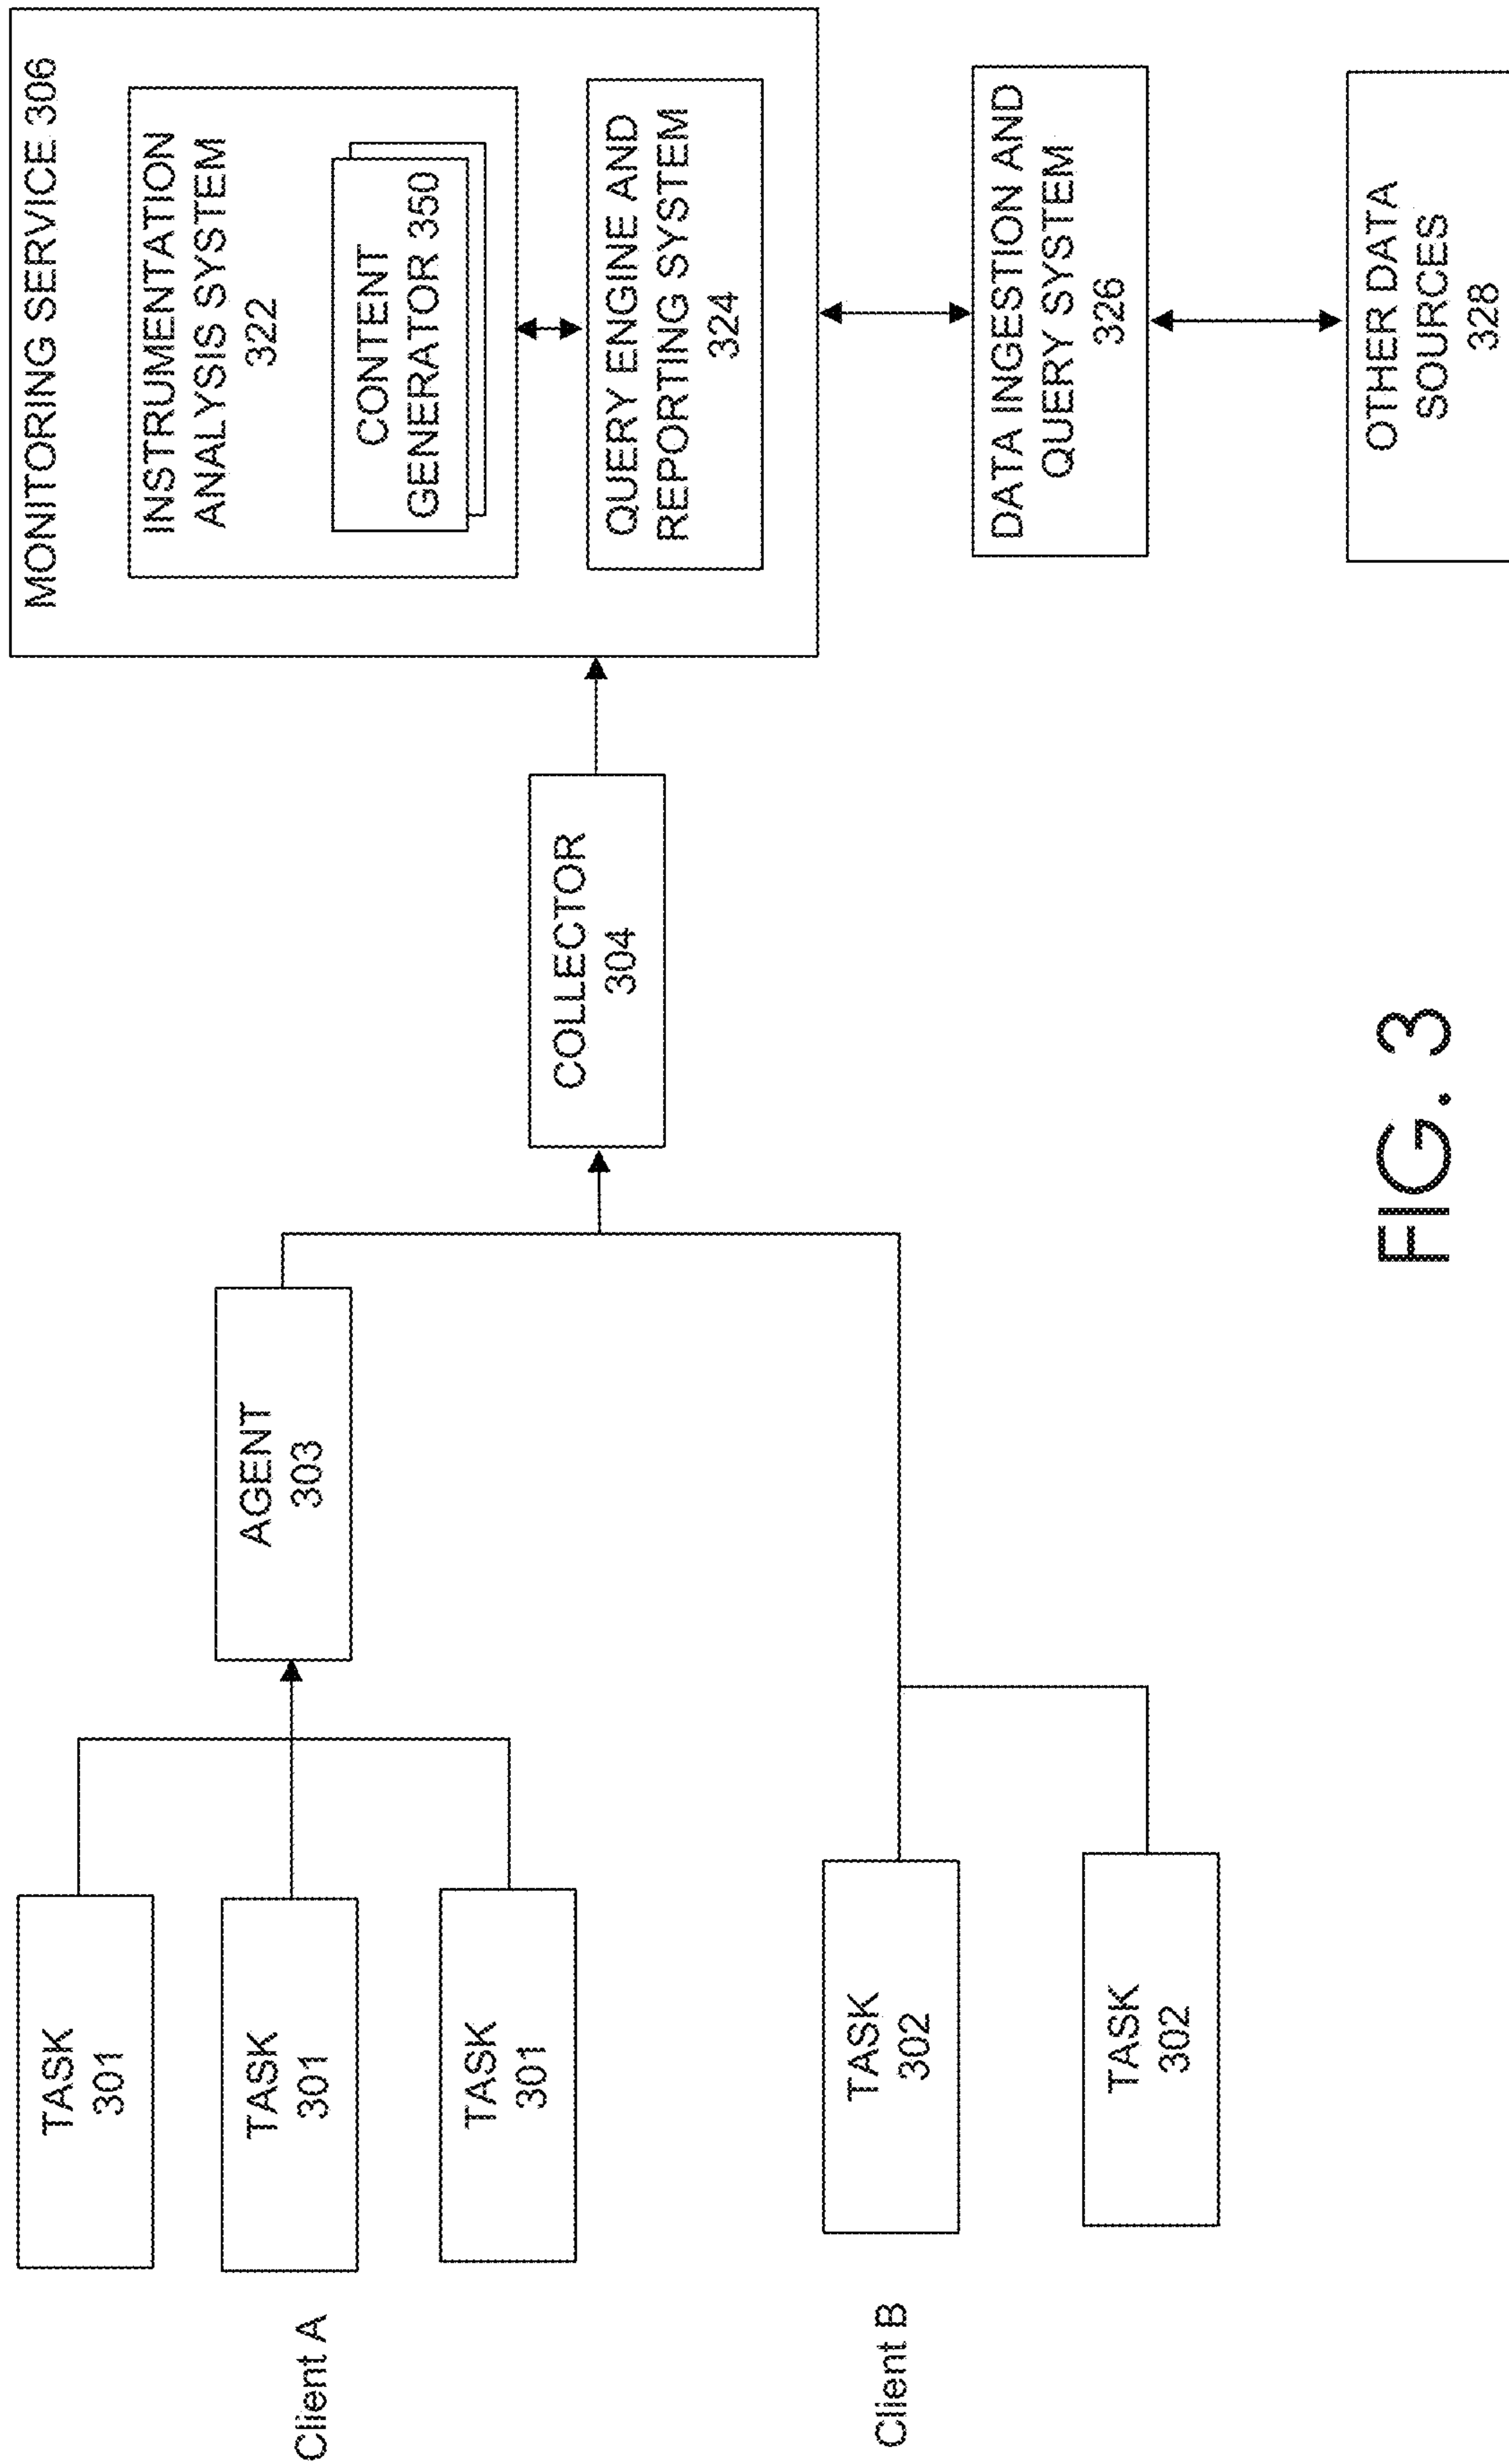 Client A
TASK
301
TASK
301
TASK
301
AGENT
303
Client B
TASK
302
TASK
302
COLLECTOR
304
MONITORING SERVICE 306
INSTRUMENTATION
ANALYSIS SYSTEM
322
CONTENT
GENERATOR 350
QUERY ENGINE AND
REPORTING SYSTEM
324
DATA INGESTION AND
QUERY SYSTEM
326
OTHER DATA
SOURCES
328
FIG. 3